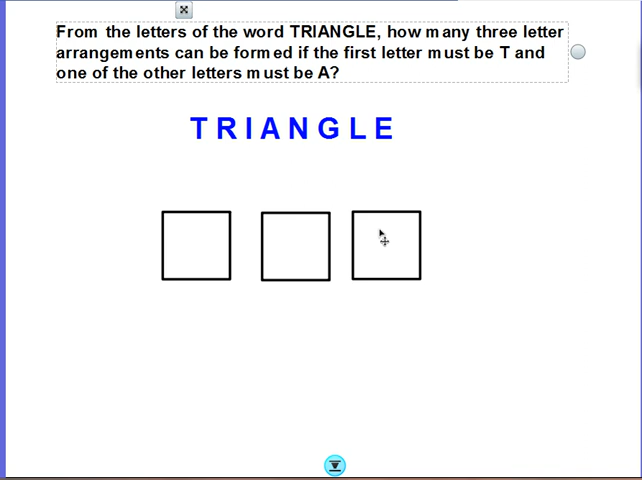 From the letters of the word TRIANGLE, how many three letter
arrangements can be formed if the first letter must be T and
one of the other letters must be A?
T R I A N G L E